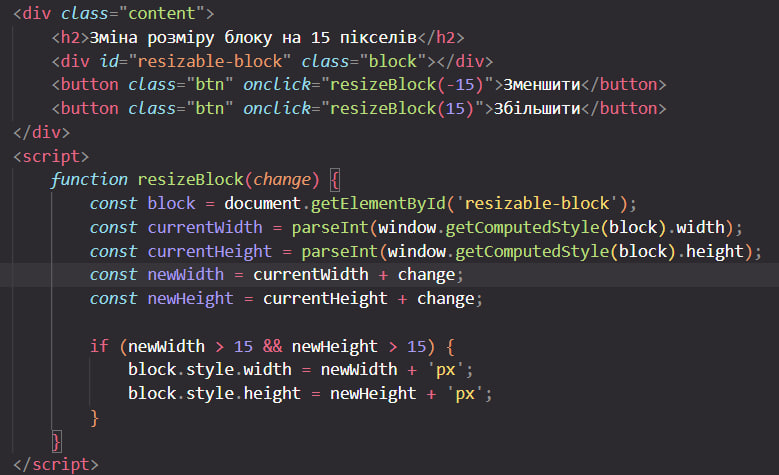 <div class="content">
    <h2>Зміна розміру блоку на 15 пікселів</h2>
    <div id="resizable-block" class="block"></div>
    <button class="btn" onclick="resizeBlock(-15)">Зменшити</button>
    <button class="btn" onclick="resizeBlock(15)">Збільшити</button>
</div>
<script>
    function resizeBlock(change) {
        const block = document.getElementById('resizable-block');
        const currentWidth = parseInt(window.getComputedStyle(block).width);
        const currentHeight = parseInt(window.getComputedStyle(block).height);
        const newWidth = currentWidth + change;
        const newHeight = currentHeight + change;

        if (newWidth > 15 && newHeight > 15) {
            block.style.width = newWidth + 'px';
            block.style.height = newHeight + 'px';
        }
    }
</script>